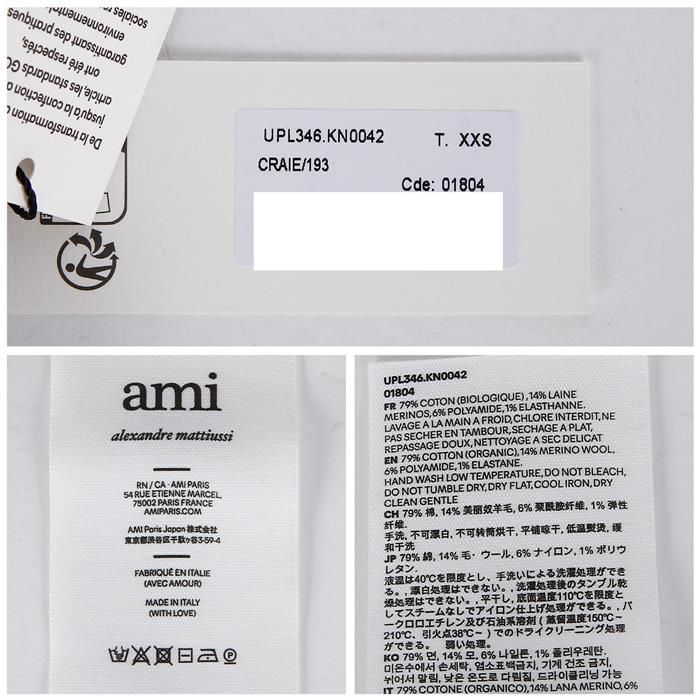 De la transformation
jusqu'à la confection
article, les standards GO
ont été respectés,
garantissant des pratiques
environnementale
sociales
UPL346.KN0042
T. XXS
CRAIE/193
Cde: 01804
ami
alexandre mattiussi
RN / CA - AMI PARIS
54 RUE ETIENNE MARCEL,
75002 PARIS FRANCE
AMIPARIS.COM
AMI Paris Japan 株式会社
東京都渋谷区千駄ヶ谷3-59-4
FABRIQUÉ EN ITALIE
(AVEC AMOUR)
MADE IN ITALY
(WITH LOVE)
UPL346.KN0042
01804
FR 79% COTON (BIOLOGIQUE) ,14% LAINE
MERINOS,6% POLYAMIDE,1% ELASTHANNE.
LAVAGE A LA MAIN A FROID,CHLORE INTERDIT,NE
PAS SECHER EN TAMBOUR,SECHAGE A PLAT,
REPASSAGE DOUX,NETTOYAGE A SEC DELICAT
EN 79% COTTON (ORGANIC),14% MERINO WOOL,
6% POLYAMIDE,1% ELASTANE.
HAND WASH LOW TEMPERATURE, DO NOT BLEACH,
DO NOT TUMBLE DRY, DRY FLAT, COOL IRON, DRY
CLEAN GENTLE
CH 79% 棉, 14% 美丽奴羊毛, 6% 聚酰胺纤维, 1% 弹性
纤维.
手洗, 不可漂白, 不可转筒烘干, 平铺晾干, 低温熨烫, 缓
和干洗
JP 79% 綿, 14% 毛・ウール, 6% ナイロン, 1% ポリウ
レタン.
液温は40℃を限度とし、手洗いによる洗濯処理ができ
る。, 漂白処理はできない。, 洗濯処理後のタンブル乾
燥処理はできない。, 平干し, 底面温度110℃を限度と
してスチームなしでアイロン仕上げ処理ができる。, パ
ークロロエチレン及び石油系溶剤 ( 蒸留温度150℃~
210℃、引火点38℃~ ) でのドライクリーニング処理
ができる。 弱い処理。
KO 79% 면, 14% 모, 6% 나일론, 1% 폴리우레탄.
미온수에서 손세탁, 염소표백금지, 기계 건조 금지,
뉘어서 말림, 낮은 온도로 다림질, 드라이클리닝 가능
IT 79% COTONE (ORGANICO),14% LANA MERINO,6%